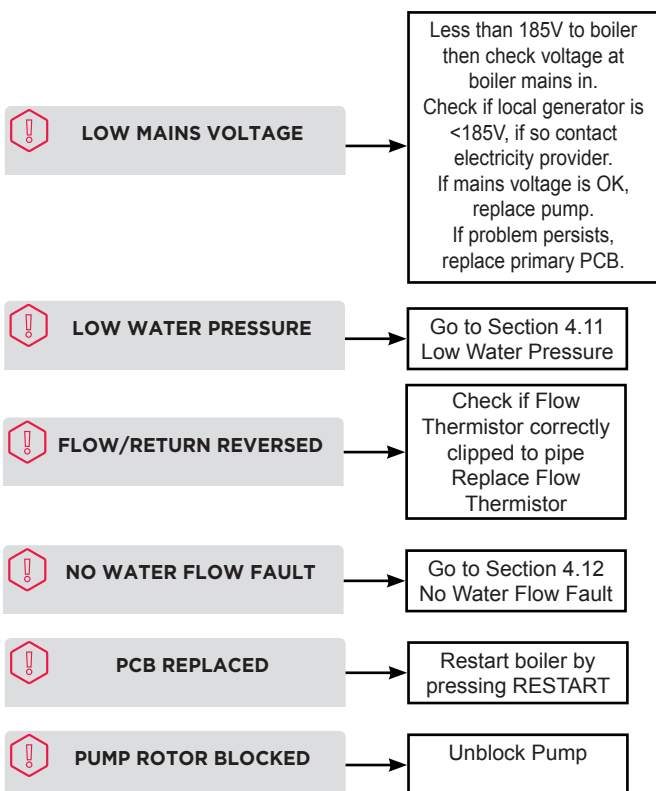 LOW MAINS VOLTAGE
Less than 185V to boiler
then check voltage at
boiler mains in.
Check if local generator is
<185V, if so contact
electricity provider.
If mains voltage is OK,
replace pump.
If problem persists,
replace primary PCB.
LOW WATER PRESSURE
Go to Section 4.11
Low Water Pressure
FLOW/RETURN REVERSED
Check if Flow
Thermistor correctly
clipped to pipe
Replace Flow
Thermistor
NO WATER FLOW FAULT
Go to Section 4.12
No Water Flow Fault
PCB REPLACED
Restart boiler by
pressing RESTART
PUMP ROTOR BLOCKED
Unblock Pump